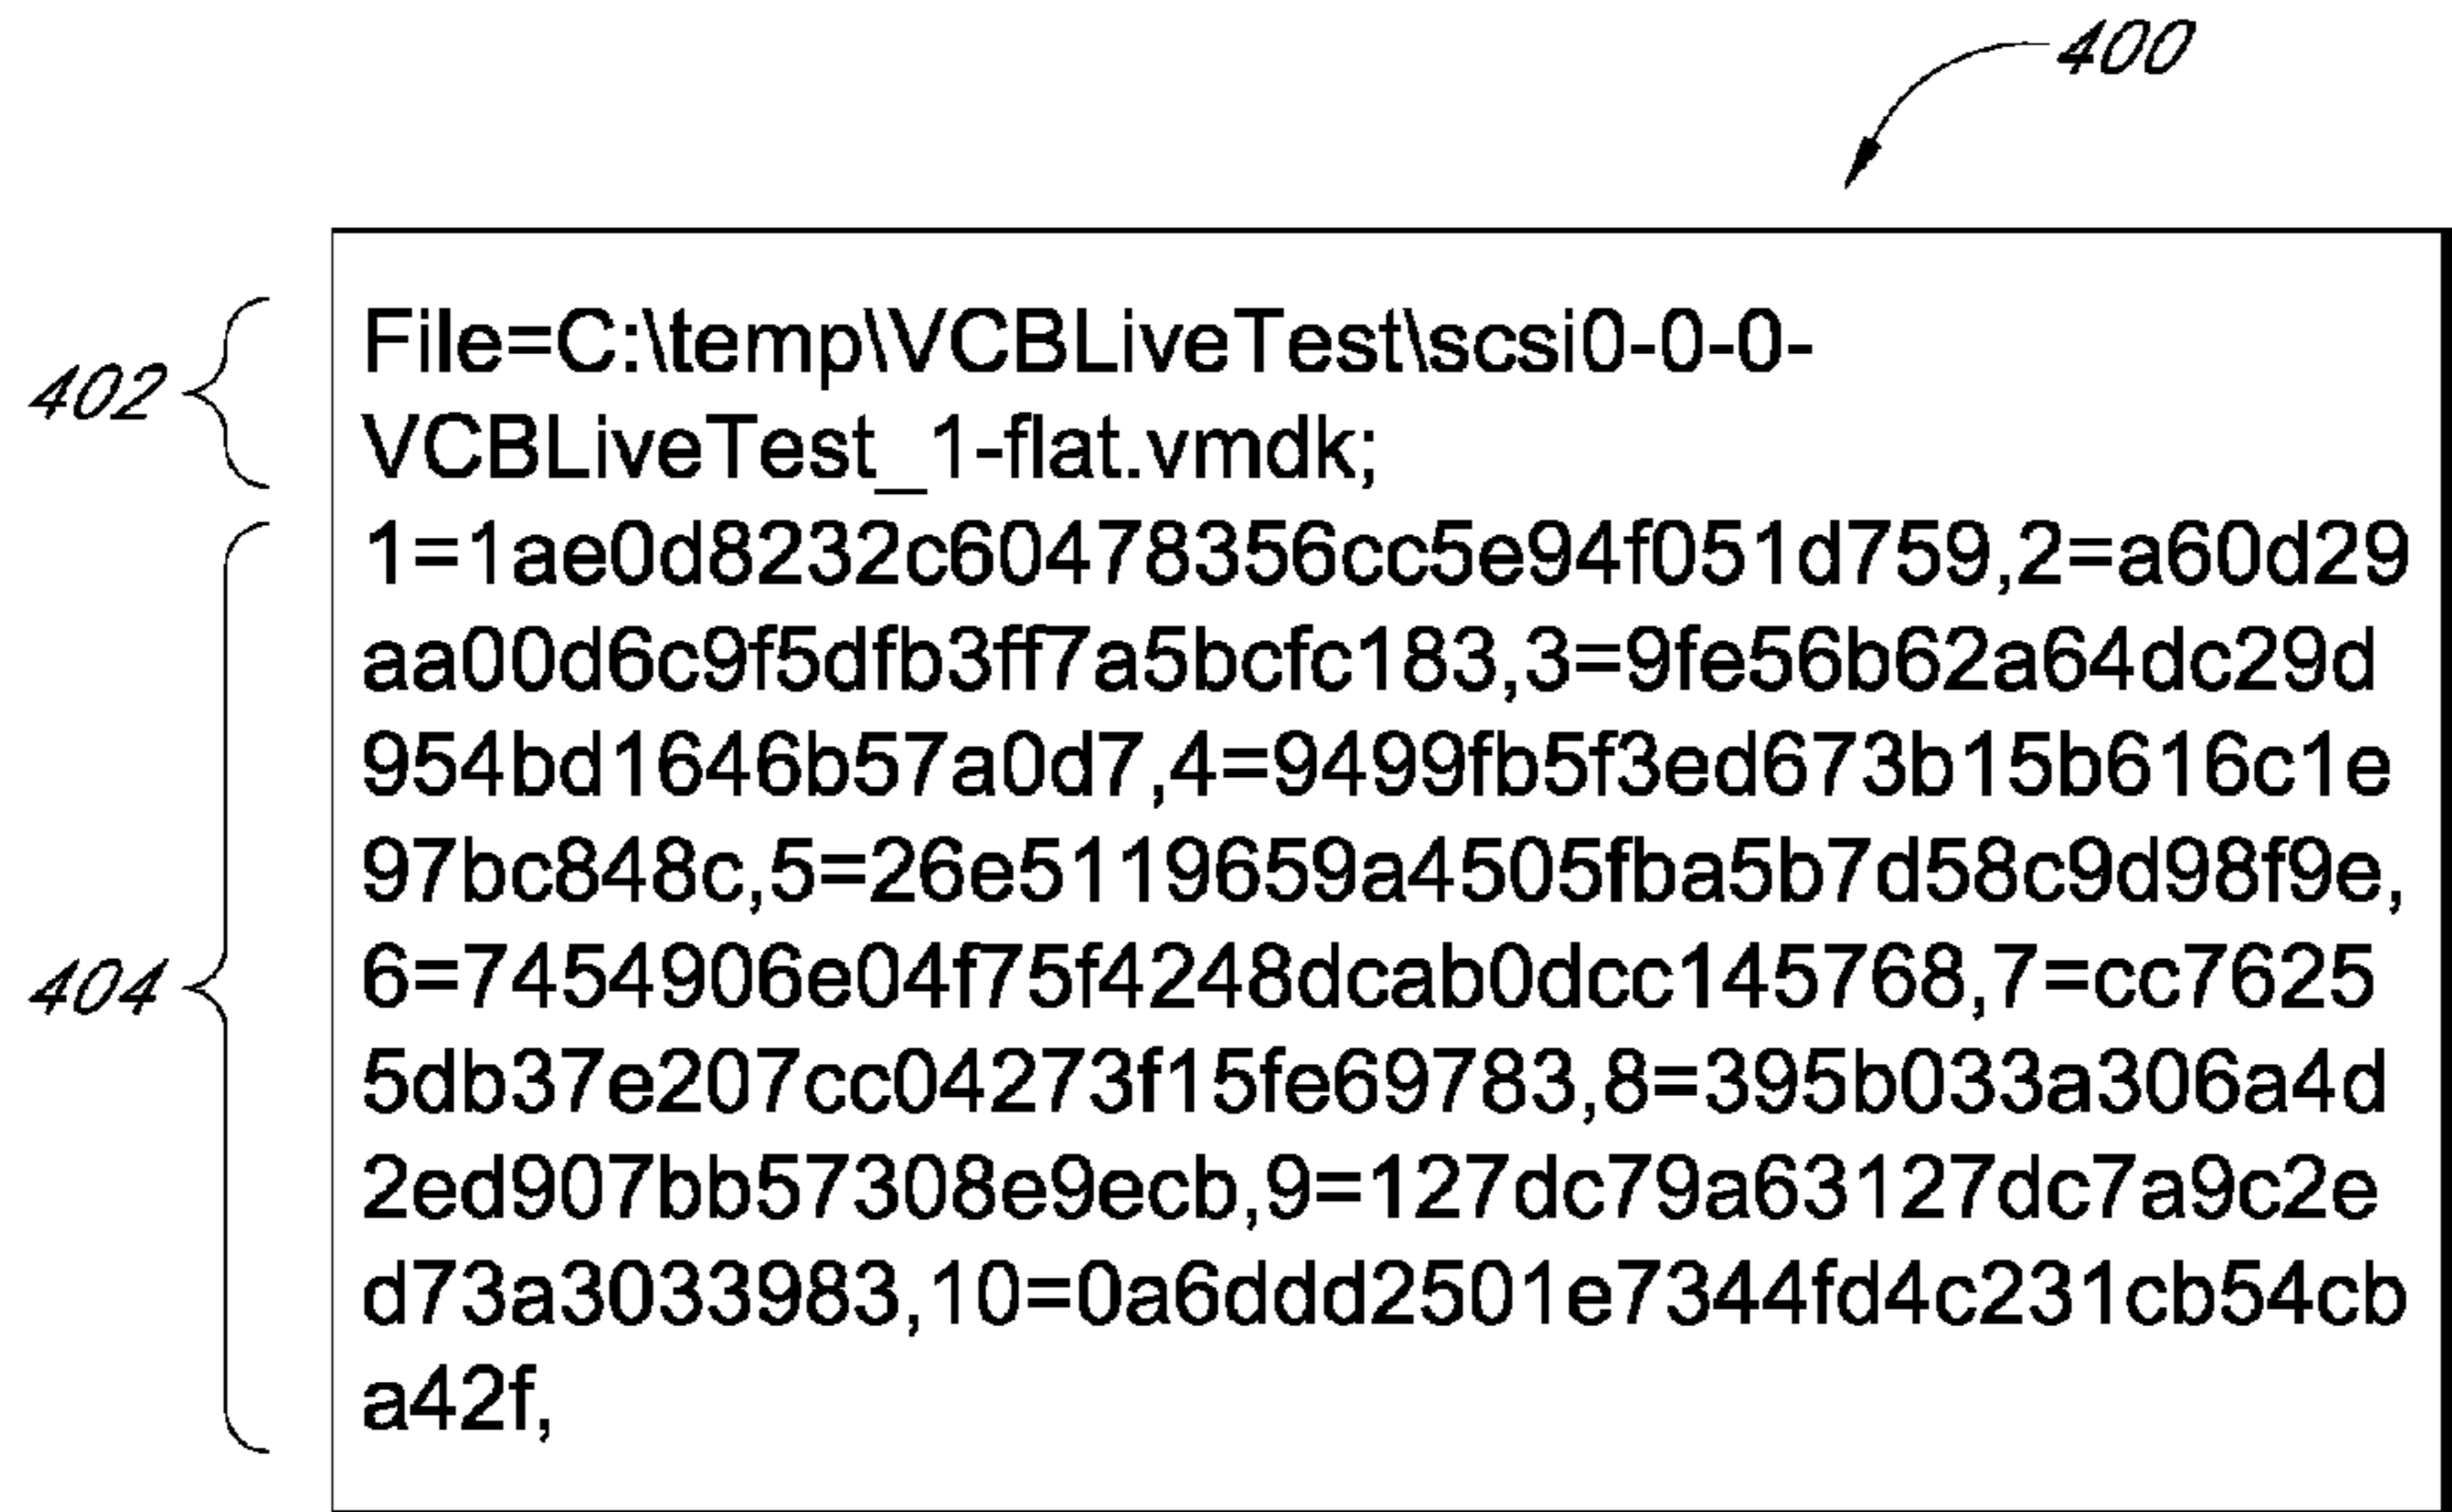 400
402
File=C:\temp\VCBLiveTest\scsi0-0-0-
VCBLiveTest_1-flat.vmdk;
404
1=1ae0d8232c60478356cc5e94f051d759,2=a60d29
aa00d6c9f5dfb3ff7a5bcfc183,3=9fe56b62a64dc29d
954bd1646b57a0d7,4=9499fb5f3ed673b15b616c1e
97bc848c,5=26e5119659a4505fba5b7d58c9d98f9e,
6=7454906e04f75f4248dcab0dcc145768,7=cc7625
5db37e207cc04273f15fe69783,8=395b033a306a4d
2ed907bb57308e9ecb,9=127dc79a63127dc7a9c2e
d73a3033983,10=0a6ddd2501e7344fd4c231cb54cb
a42f,